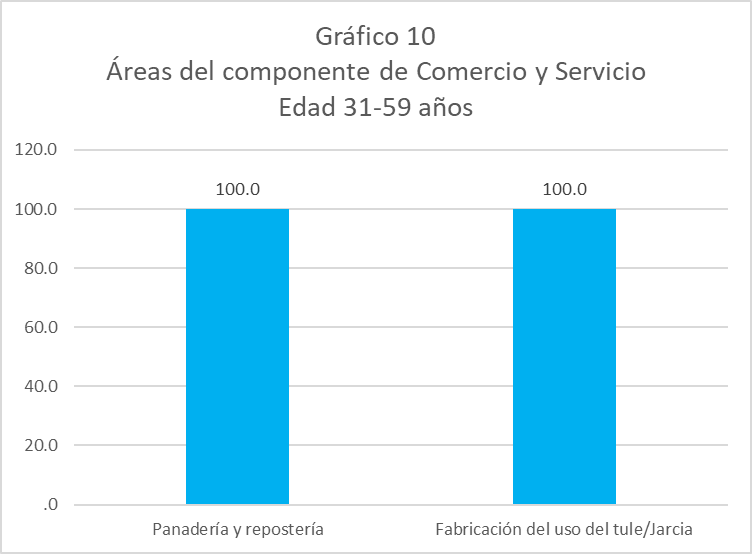 Gráfico 10
Áreas del componente de Comercio y Servicio
Edad 31-59 años
120.0
100.0
80.0
60.0
40.0
20.0
.0
100.0
100.0
Panadería y repostería
Fabricación del uso del tule/Jarcia